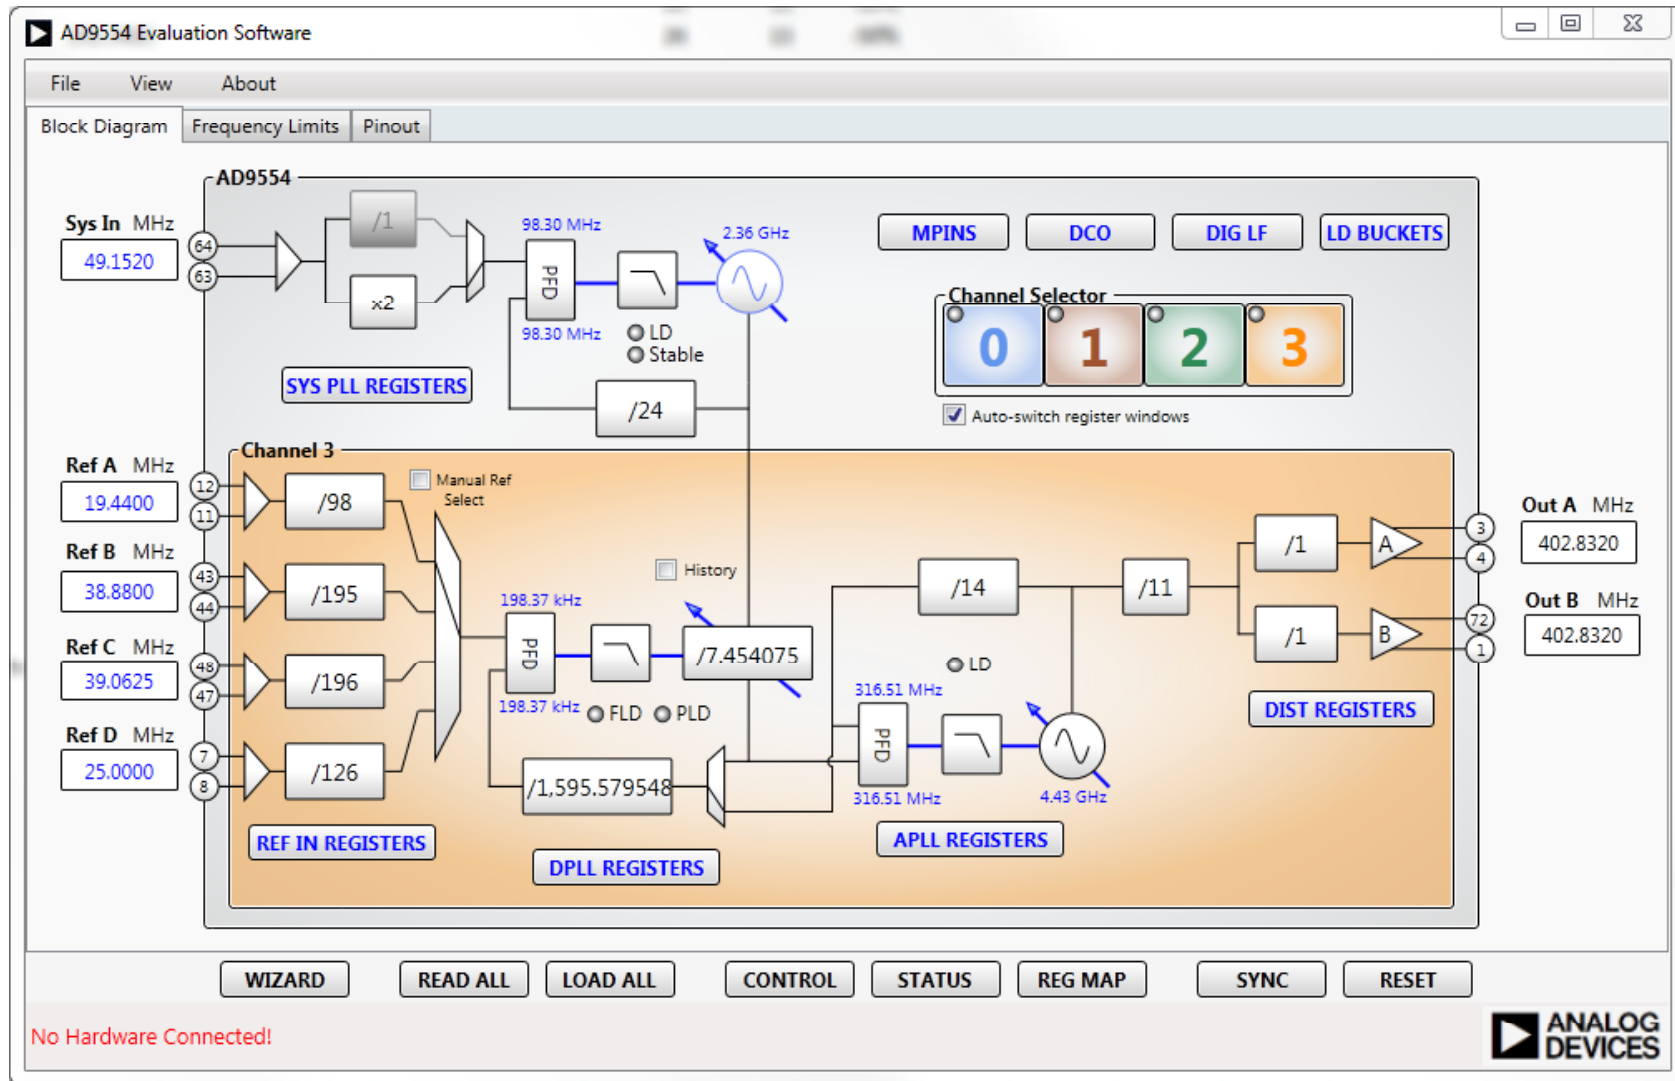 AD9554 Evaluation Software
File View About
Block Diagram Frequency Limits Pinout
AD9554
Sys In MHz
49.1520
64
63
/1
x2
98.30 MHz
PFD
98.30 MHz
2.36 GHz
LD
Stable
/24
SYS PLL REGISTERS
MPINS DCO DIG LF LD BUCKETS
Channel Selector
0 1 2 3
Auto-switch register windows
Channel 3
Ref A MHz
19.4400
12
11
/98
Manual Ref
Select
Ref B MHz
38.8800
43
44
/195
Ref C MHz
39.0625
48
47
/196
Ref D MHz
25.0000
7
8
/126
REF IN REGISTERS
History
198.37 kHz
PFD
198.37 kHz
/7.454075
FLD PLD
/1,595.579548
DPLL REGISTERS
/14
/11
LD
316.51 MHz
PFD
316.51 MHz
4.43 GHz
APLL REGISTERS
/1
A
/1
B
DIST REGISTERS
3
4
Out A MHz
402.8320
72
1
Out B MHz
402.8320
WIZARD READ ALL LOAD ALL CONTROL STATUS REG MAP SYNC RESET
No Hardware Connected!
ANALOG
DEVICES